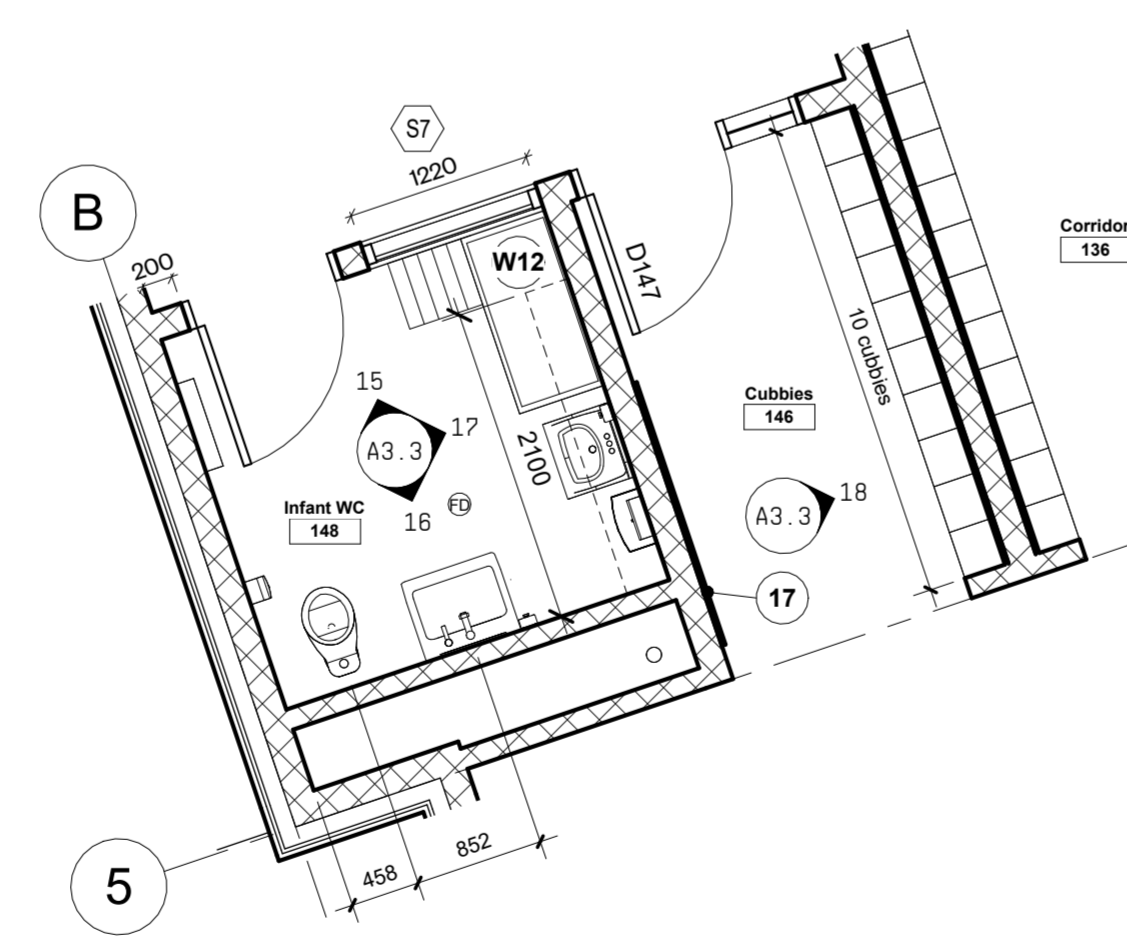 S7
1220
B
200
W12
D147
Corridor
136
10 cubbies
15
17
A3.3
16
2100
FD
Cubbies
146
Infant WC
148
A3.3
18
17
5
458
852